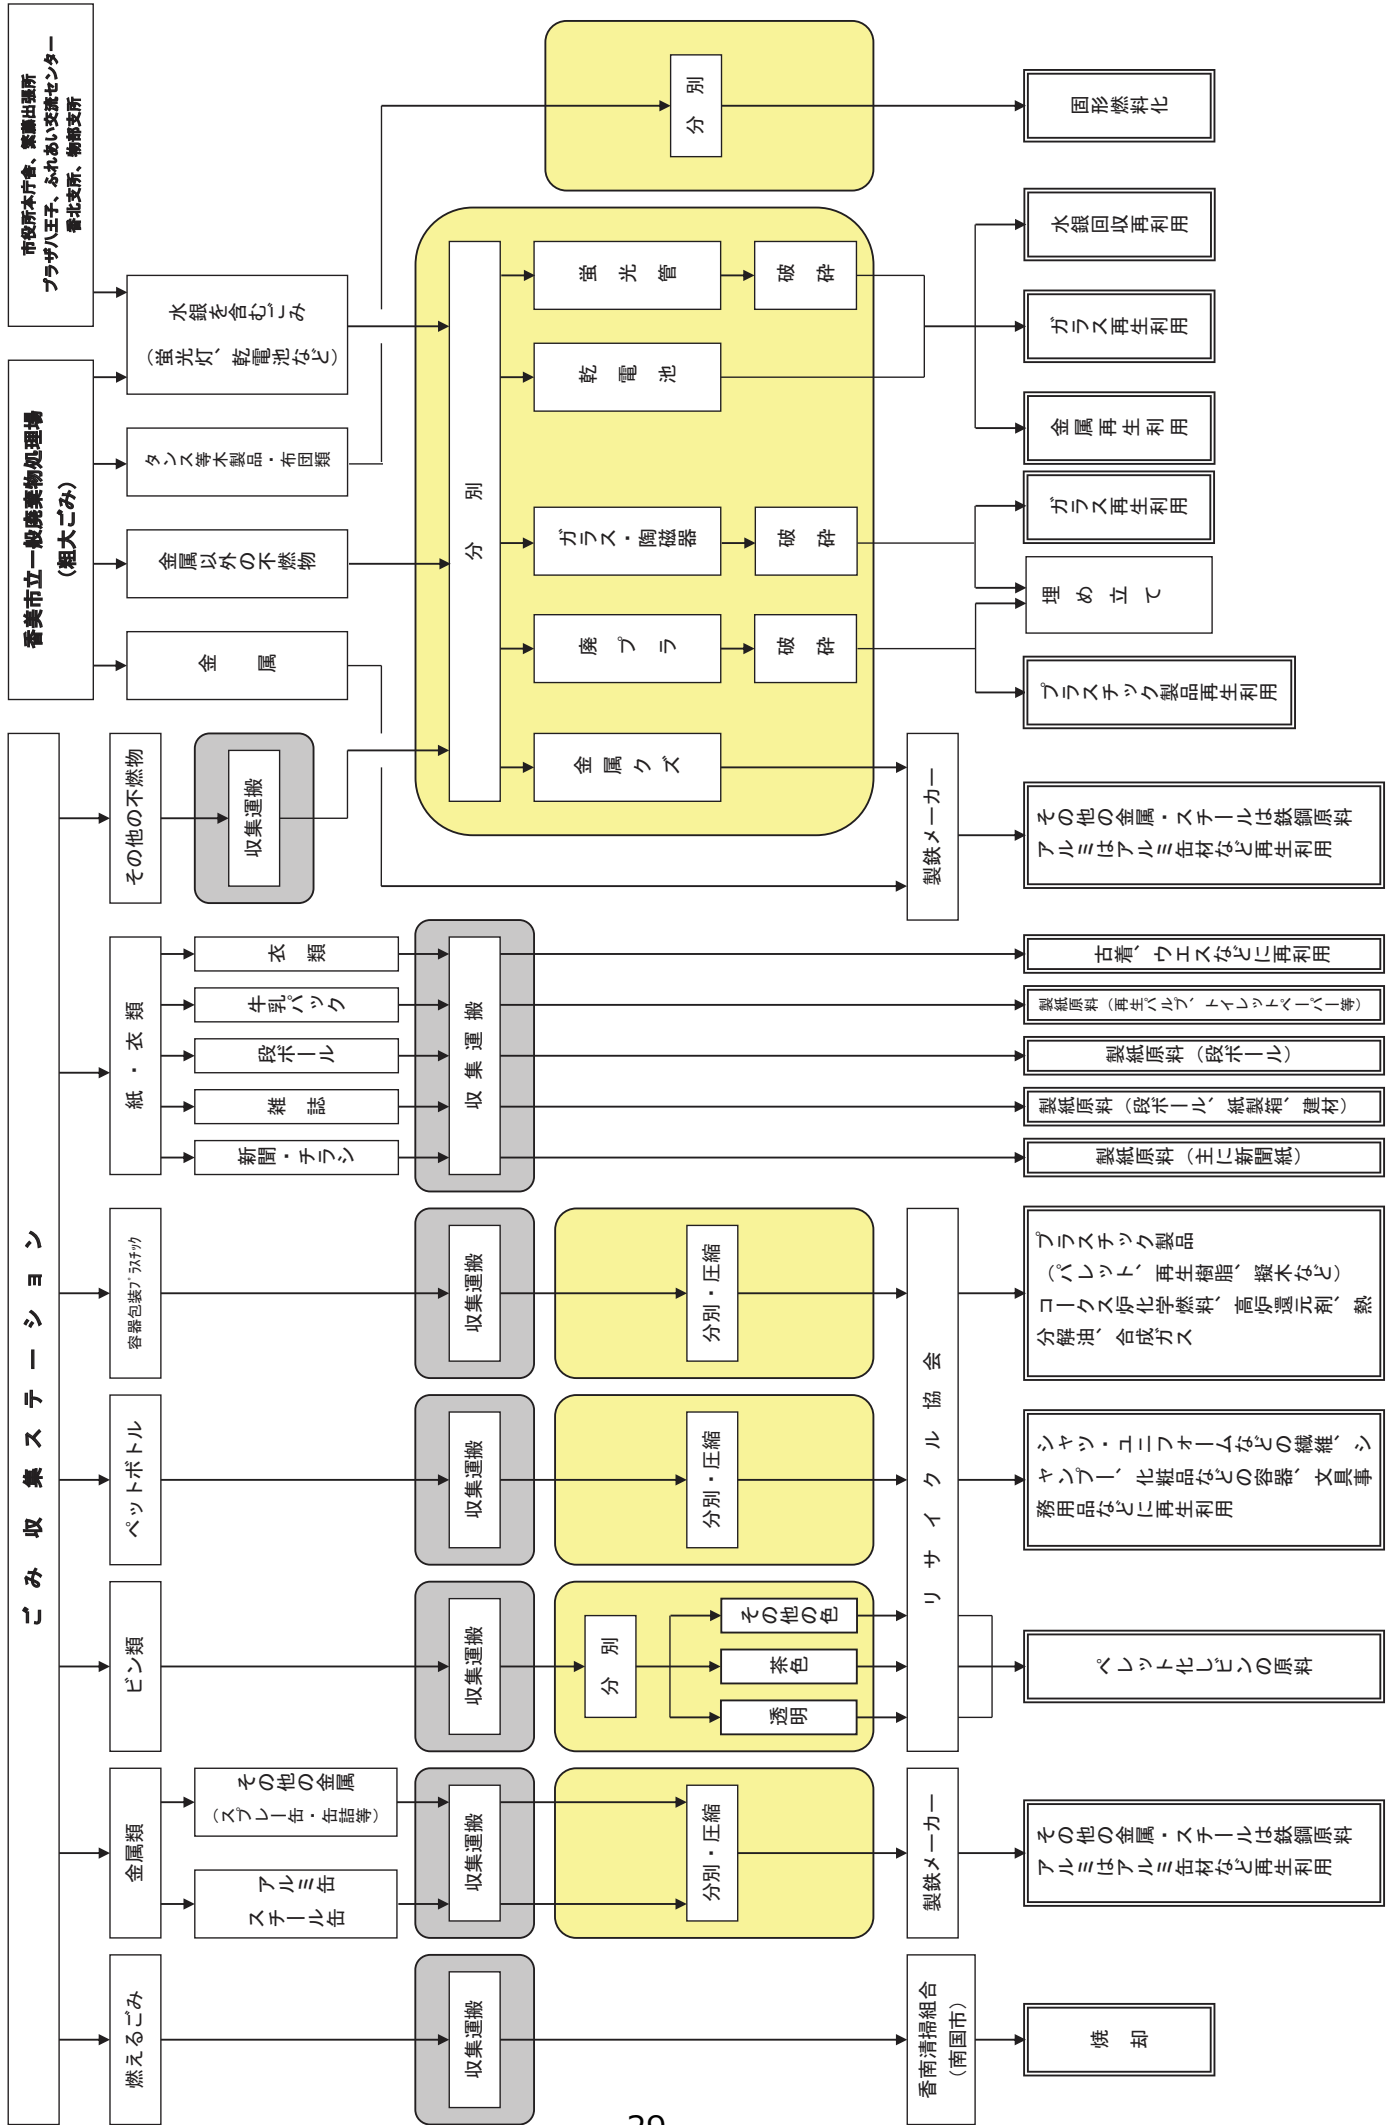 ごみ収集ステーション
燃えるごみ
収集運搬
香南清掃組合
（南国市）
焼却
金属類
アルミ缶
スチール缶
その他の金属
（スプレー缶・缶詰等）
収集運搬
分別・圧縮
製鉄メーカー
その他の金属・スチールは鉄鋼原料
アルミはアルミ缶材など再生利用
ビン類
収集運搬
分別
透明
茶色
その他の色
リサイクル協会
ペレット化しビンの原料
ペットボトル
収集運搬
分別・圧縮
シャツ・ユニフォームなどの繊維、シ
ャンプー、化粧品などの容器、文具事
務用品などに再生利用
容器包装プラスチック
収集運搬
分別・圧縮
プラスチック製品
（パレット、再生樹脂、擬木など）
コークス炉化学燃料、高炉還元剤、熱
分解油、合成ガス
紙・衣類
新聞・チラシ
雑誌
段ボール
牛乳パック
衣類
収集運搬
製紙原料（主に新聞紙）
製紙原料（段ボール、紙製箱、建材）
製紙原料（段ボール）
製紙原料（再生パルプ、トイレットペーパー等）
古着、ウエスなどに再利用
その他の不燃物
収集運搬
香美市立一般廃棄物処理場
（粗大ごみ）
金属
金属以外の不燃物
タンス等木製品・布団類
市役所本庁舎、繁藤出張所
プラザ八王子、ふれあい交流センター
香北支所、物部支所
水銀を含むごみ
（蛍光灯、乾電池など）
分別
金属クズ
廃プラ
破砕
ガラス・陶磁器
破砕
乾電池
蛍光管
破砕
分別
製鉄メーカー
その他の金属・スチールは鉄鋼原料
アルミはアルミ缶材など再生利用
プラスチック製品再生利用
埋め立て
ガラス再生利用
金属再生利用
ガラス再生利用
水銀回収再利用
固形燃料化